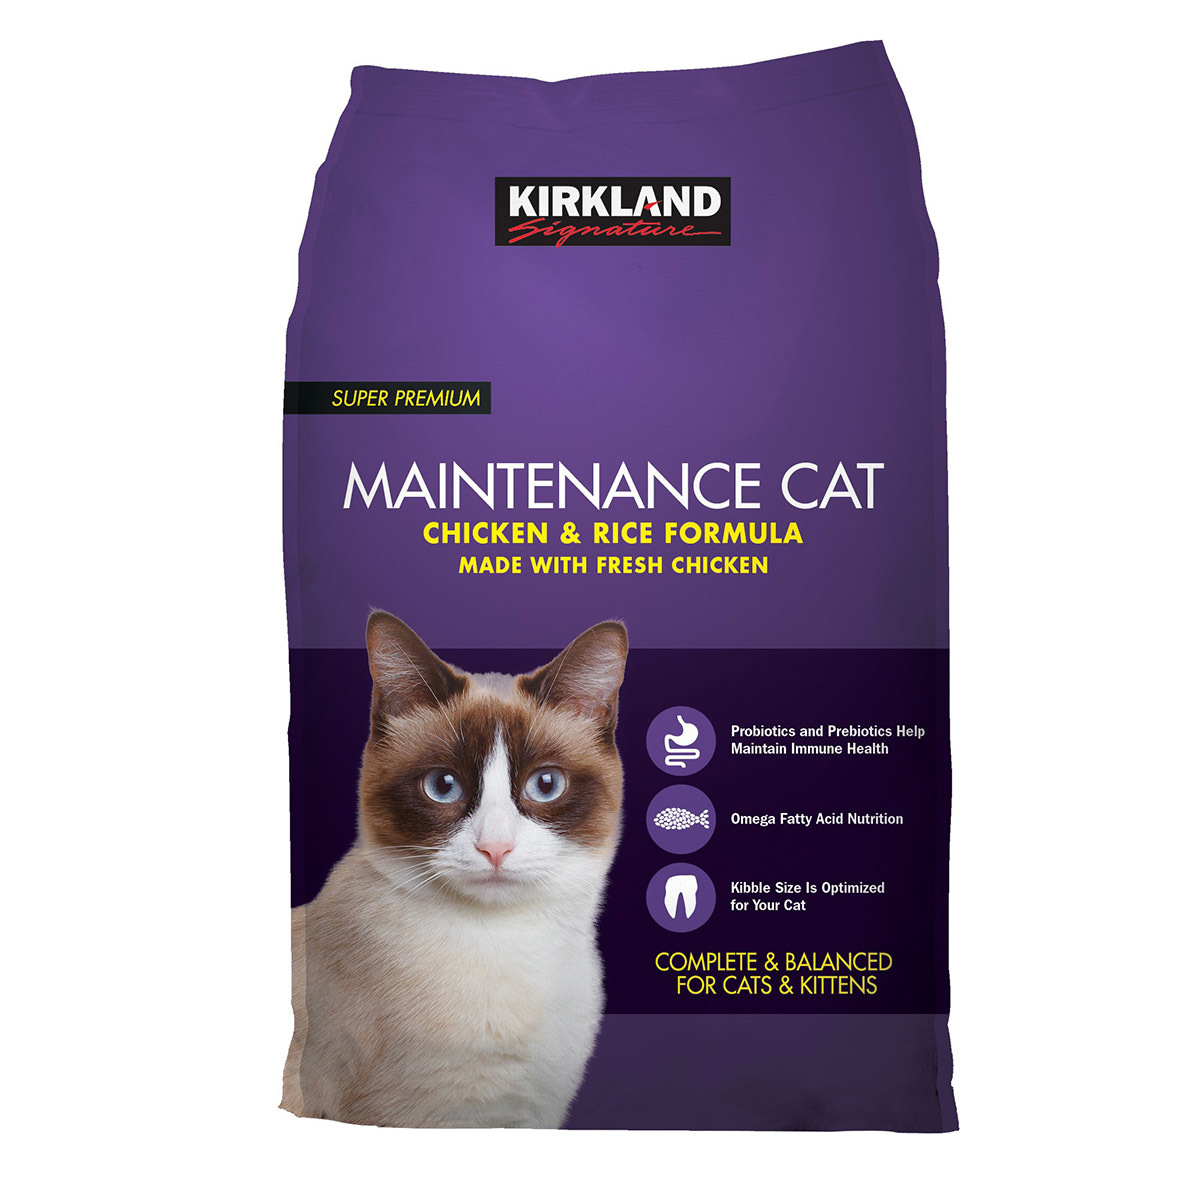 KIRKLAND
Signature
SUPER PREMIUM
MAINTENANCE CAT
CHICKEN & RICE FORMULA
MADE WITH FRESH CHICKEN
Probiotics and Prebiotics Help
Maintain Immune Health
Omega Fatty Acid Nutrition
Kibble Size Is Optimized
for Your Cat
COMPLETE & BALANCED
FOR CATS & KITTENS